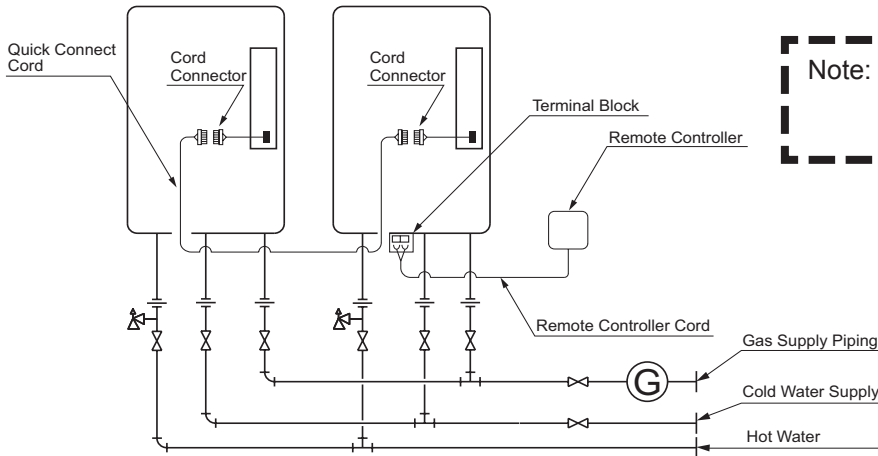 Quick Connect
Cord
Cord
Connector
Cord
Connector
Terminal Block
Remote Controller
Note:
Remote Controller Cord
Gas Supply Piping
G
Cold Water Supply
Hot Water